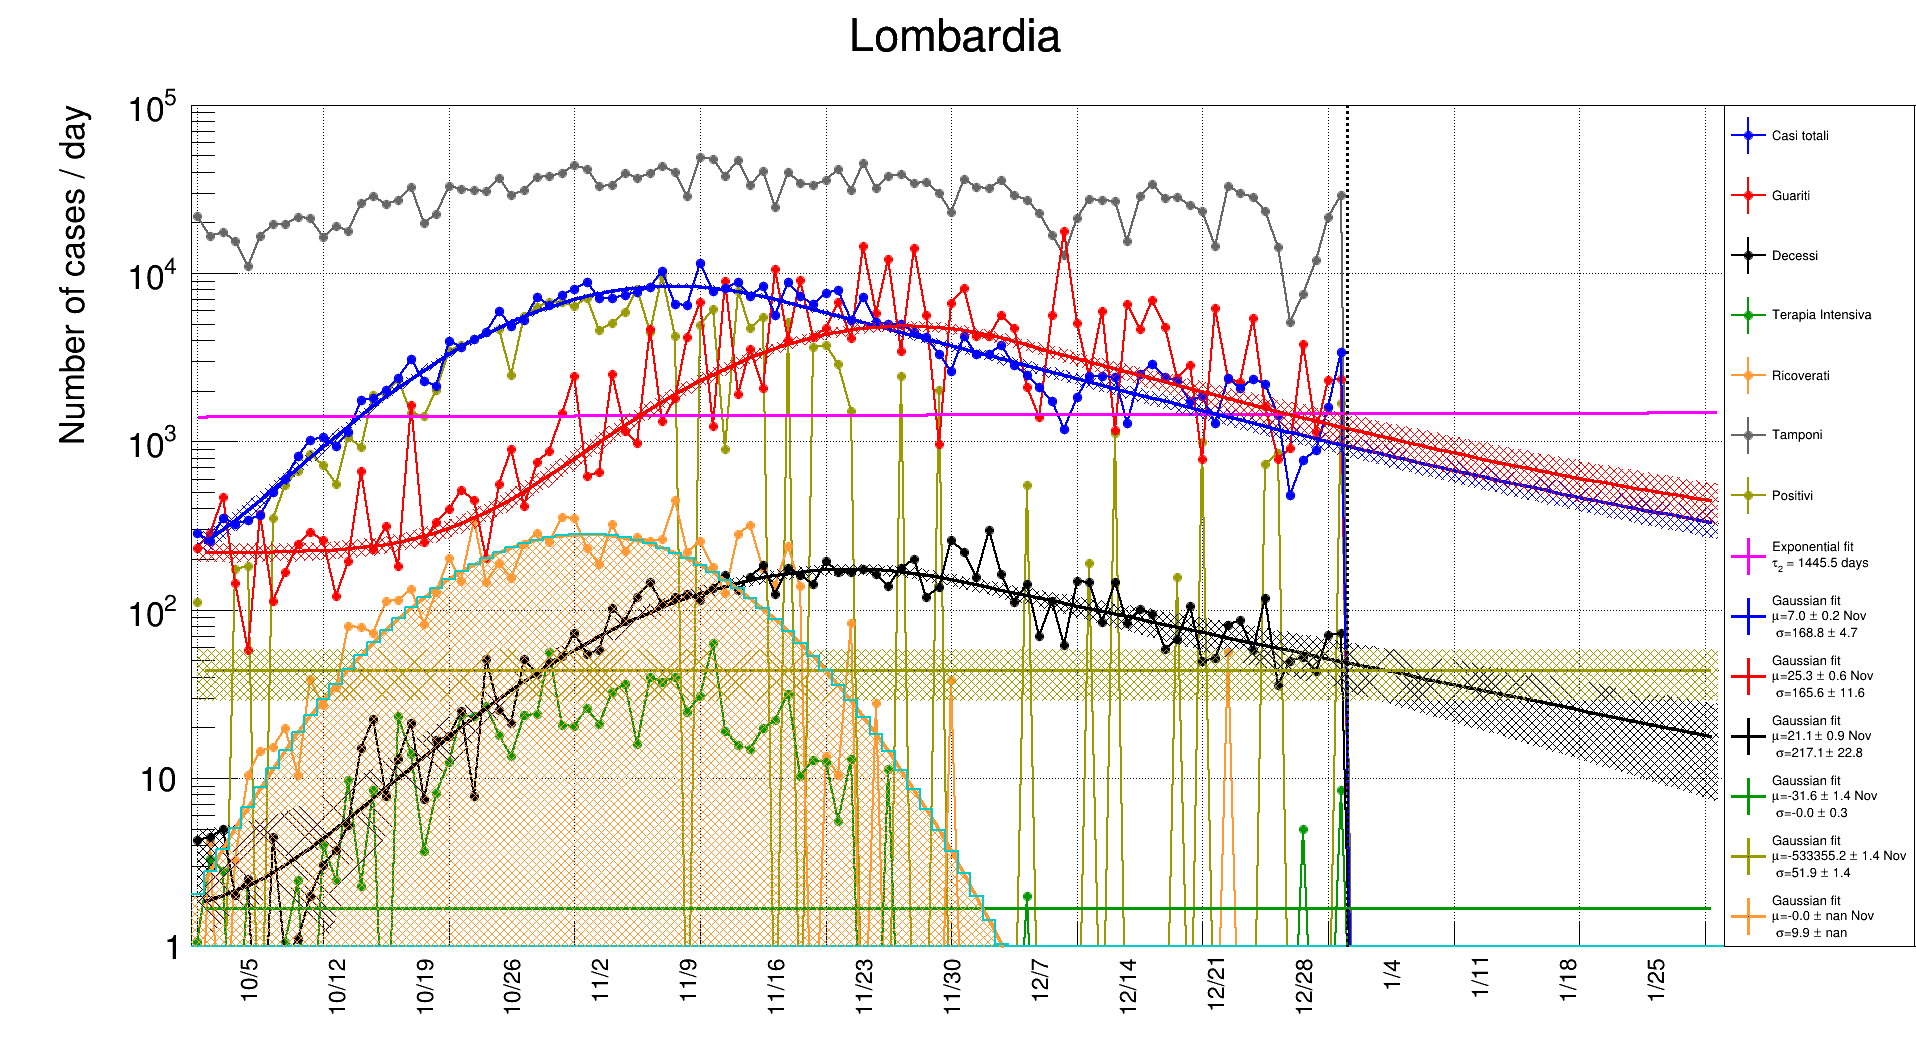 Lombardia
Number of cases / day
10^5
10^4
10^3
10^2
10
1
10/5
10/12
10/19
10/26
11/2
11/9
11/16
11/23
11/30
12/7
12/14
12/21
12/28
1/4
1/11
1/18
1/25
Casi totali
Guariti
Decessi
Terapia Intensiva
Ricoverati
Tamponi
Positivi
Exponential fit
τ₂ = 1445.5 days
Gaussian fit
μ=7.0 ± 0.2 Nov
σ=168.8 ± 4.7
Gaussian fit
μ=25.3 ± 0.6 Nov
σ=165.6 ± 11.6
Gaussian fit
μ=21.1 ± 0.9 Nov
σ=217.1 ± 22.8
Gaussian fit
μ=-31.6 ± 1.4 Nov
σ=-0.0 ± 0.3
Gaussian fit
μ=-533355.2 ± 1.4 Nov
σ=51.9 ± 1.4
Gaussian fit
μ=-0.0 ± nan Nov
σ=9.9 ± nan